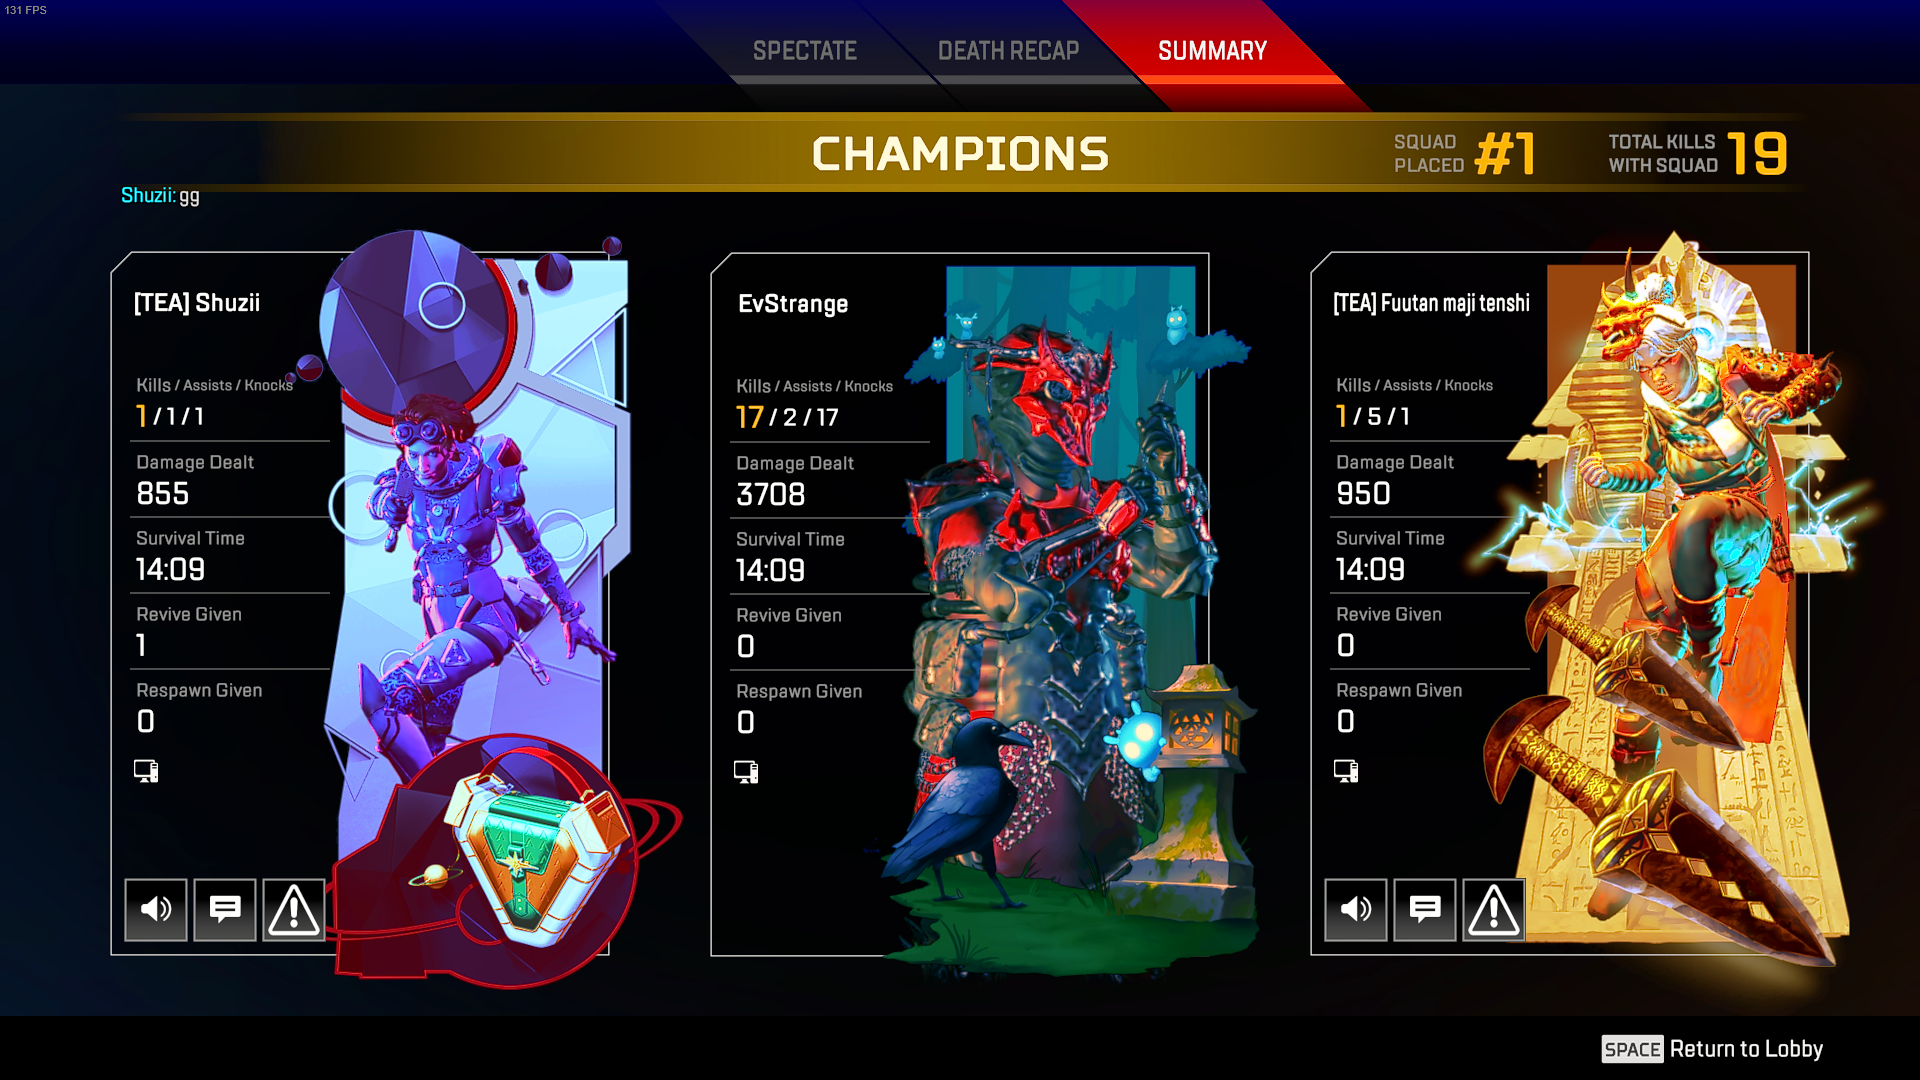 131 FPS
SPECTATE
DEATH RECAP
SUMMARY
CHAMPIONS
SQUAD PLACED #1
TOTAL KILLS WITH SQUAD 19
Shuzii: gg
[TEA] Shuzii
Kills / Assists / Knocks
1 / 1 / 1
Damage Dealt
855
Survival Time
14:09
Revive Given
1
Respawn Given
0
EvStrange
Kills / Assists / Knocks
17 / 2 / 17
Damage Dealt
3708
Survival Time
14:09
Revive Given
0
Respawn Given
0
[TEA] Fuutan maji tenshi
Kills / Assists / Knocks
1 / 5 / 1
Damage Dealt
950
Survival Time
14:09
Revive Given
0
Respawn Given
0
SPACE Return to Lobby